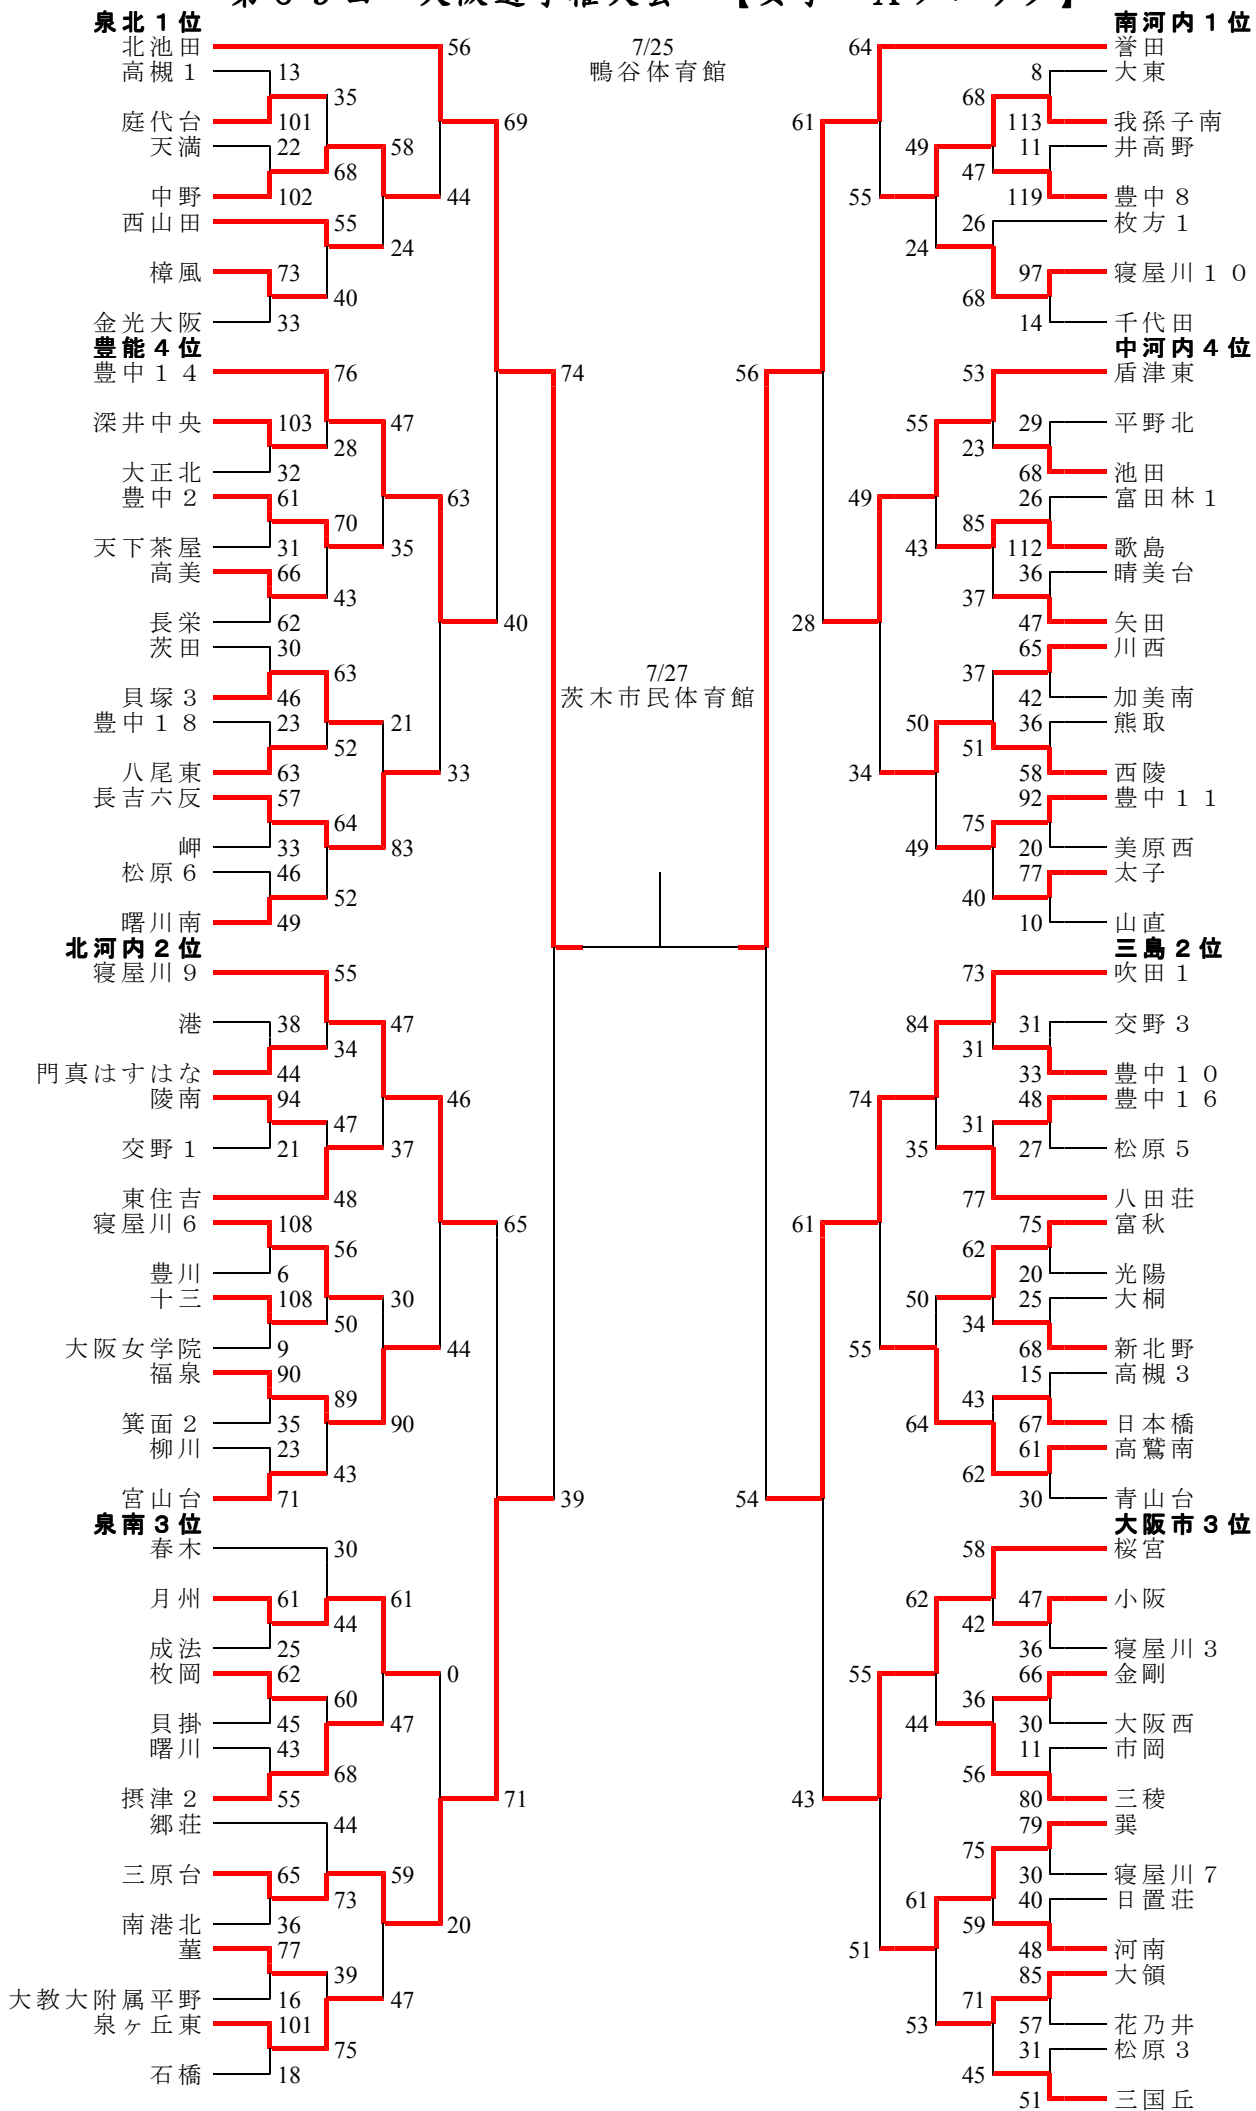 泉北1位
北池田 56
高槻1 13
35
庭代台 101
天満 22
58
68
中野 102
44
西山田 55
24
樟風 73
40
金光大阪 33
69
豊能4位
豊中14 76
深井中央 103
47
28
大正北 32
豊中2 61
63
70
天下茶屋 31
35
高美 66
43
長栄 62
40
茨田 30
63
貝塚3 46
豊中18 23
21
52
八尾東 63
33
長吉六反 57
64
岬 33
83
松原6 46
52
曙川南 49
74
北河内2位
寝屋川9 55
港 38
47
34
門真はすはな 44
陵南 94
46
47
交野1 21
37
東住吉 48
寝屋川6 108
65
56
豊川 6
十三 108
30
50
大阪女学院 9
44
福泉 90
89
箕面2 35
90
柳川 23
43
宮山台 71
39
泉南3位
春木 30
月州 61
61
44
成法 25
枚岡 62
0
60
貝掛 45
47
曙川 43
68
摂津2 55
71
郷荘 44
三原台 65
59
73
南港北 36
20
菫 77
39
大教大附属平野 16
47
泉ヶ丘東 101
75
石橋 18
7/25
鴨谷体育館
7/27
茨木市民体育館
南河内1位
64 誉田
8 大東
68
113 我孫子南
11 井高野
49
47
119 豊中8
55
26 枚方1
24
97 寝屋川10
68
14 千代田
61
中河内4位
53 盾津東
29 平野北
55
23
68 池田
26 富田林1
49
85
112 歌島
43
36 晴美台
37
47 矢田
28
65 川西
37
42 加美南
36 熊取
50
51
58 西陵
34
92 豊中11
75
20 美原西
49
77 太子
40
10 山直
56
三島2位
73 吹田1
31 交野3
84
31
33 豊中10
48 豊中16
74
31
27 松原5
35
77 八田荘
75 富秋
61
62
20 光陽
25 大桐
50
34
68 新北野
55
15 高槻3
43
67 日本橋
64
61 高鷲南
62
30 青山台
54
大阪市3位
58 桜宮
47 小阪
62
42
36 寝屋川3
66 金剛
55
36
30 大阪西
44
11 市岡
56
80 三稜
43
79 巽
75
30 寝屋川7
40 日置荘
61
59
48 河南
51
85 大領
71
57 花乃井
53
31 松原3
45
51 三国丘